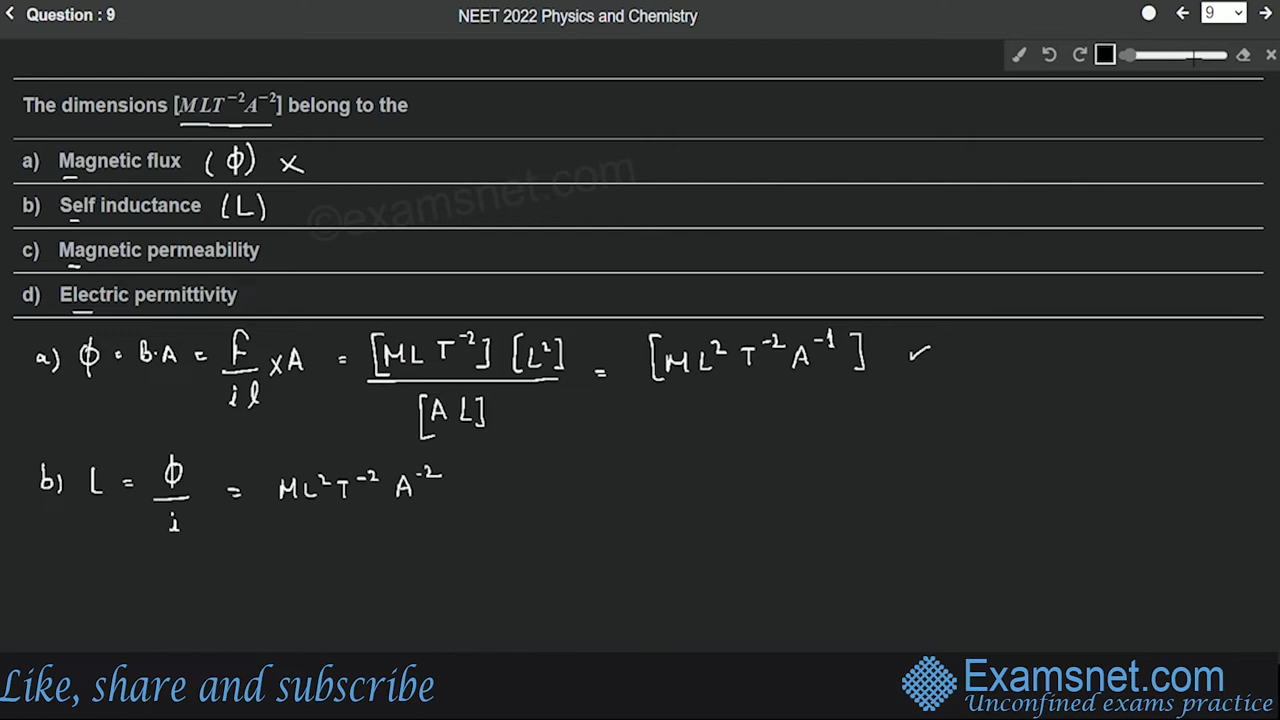 Question : 9
NEET 2022 Physics and Chemistry
9
The dimensions [MLT⁻²A⁻²] belong to the
a) Magnetic flux (ϕ) ×
b) Self inductance (L)
©examsnet.com
c) Magnetic permeability
d) Electric permittivity
a) ϕ = B·A = F/il × A = [MLT⁻²][L²]/[AL] = [ML²T⁻²A⁻¹] ✓
b) L = ϕ/i = ML²T⁻²A⁻²
Like, share and subscribe
Examsnet.com
Unconfined exams practice